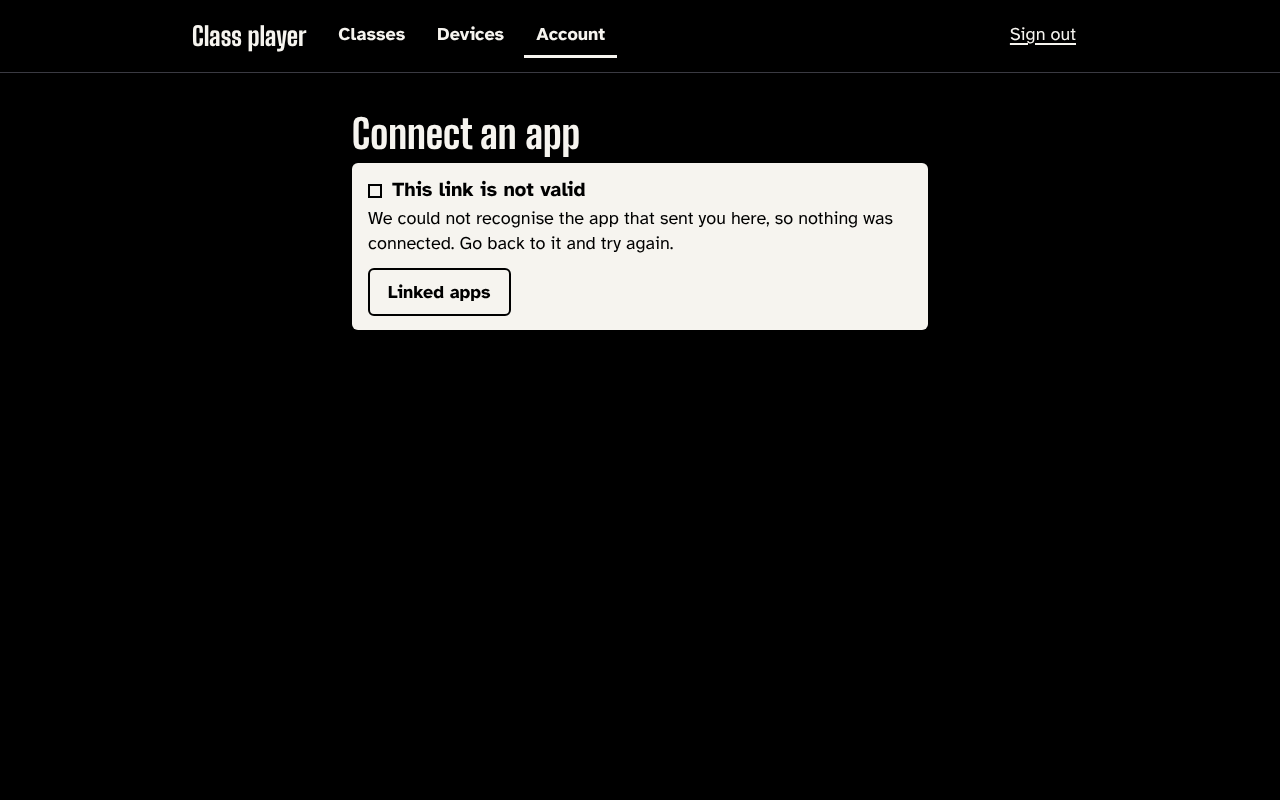 Class player
Classes
Devices
Account
Sign out
Connect an app
This link is not valid
We could not recognise the app that sent you here, so nothing was
connected. Go back to it and try again.
Linked apps